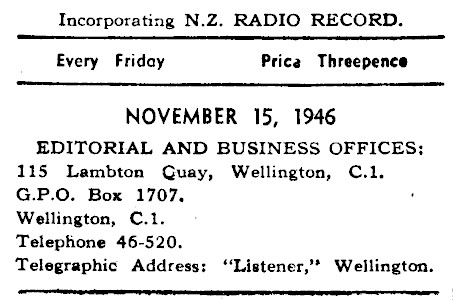 Incorporating N.Z. RADIO RECORD.
Every Friday Price Threepence
NOVEMBER 15, 1946
EDITORIAL AND BUSINESS OFFICES:
115 Lambton Quay, Wellington, C.1.
G.P.O. Box 1707.
Wellington, C.1.
Telephone 46-520.
Telegraphic Address: "Listener," Wellington.